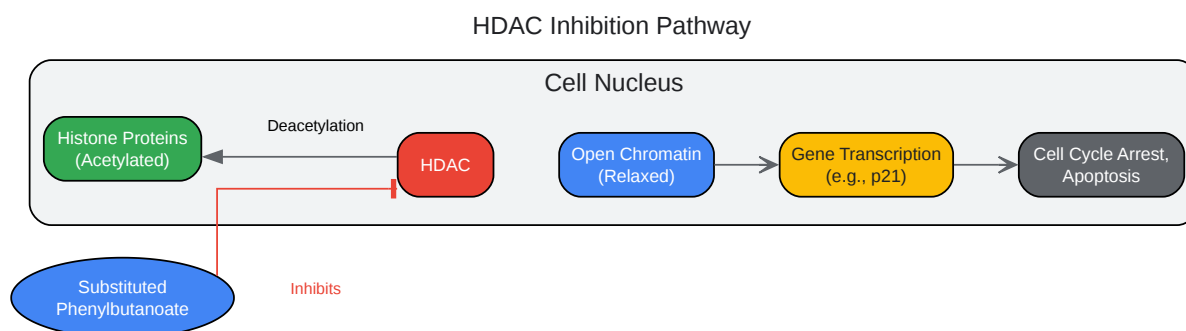 HDAC Inhibition Pathway
Cell Nucleus
Histone Proteins
(Acetylated)
Deacetylation
HDAC
Open Chromatin
(Relaxed)
Gene Transcription
(e.g., p21)
Cell Cycle Arrest,
Apoptosis
Substituted
Phenylbutanoate
Inhibits